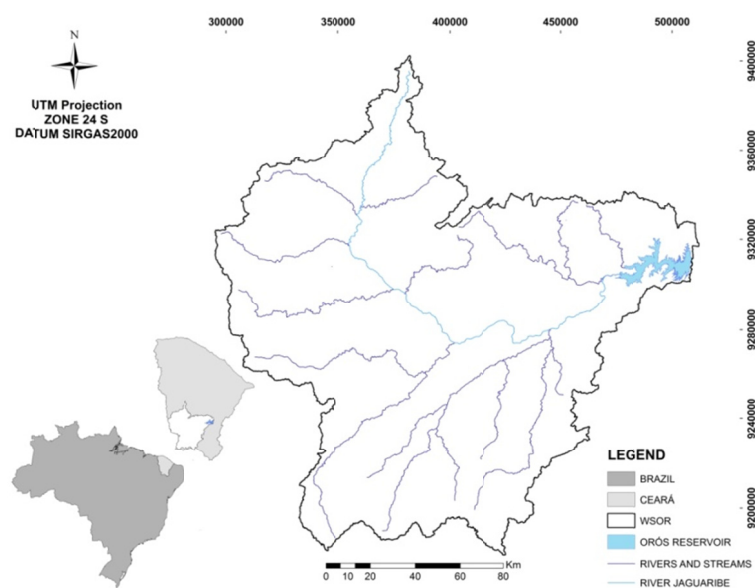 300000 350000 400000 450000 500000
N
UTM Projection
ZONE 24 S
DATUM SIRGAS2000
9400000
9360000
9320000
9280000
9240000
9200000
LEGEND
BRAZIL
CEARÁ
WSOR
ORÓS RESERVOIR
RIVERS AND STREAMS
RIVER JAGUARIBE
Km
0 10 20 40 60 80